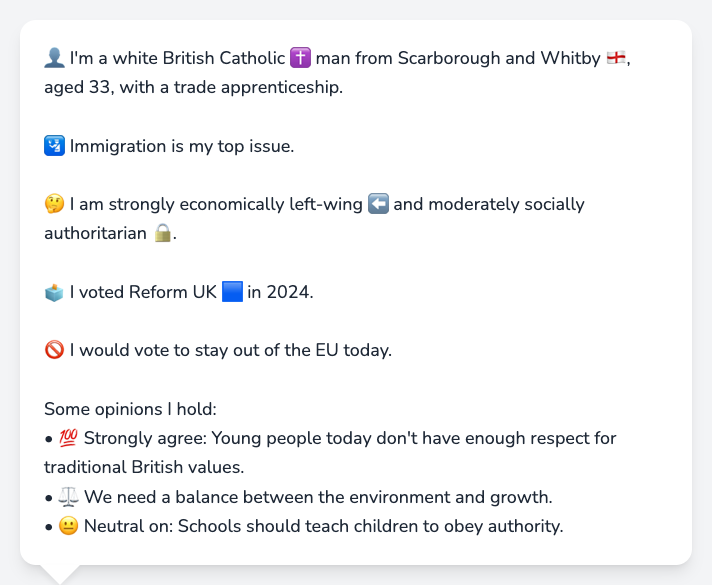 👤 I'm a white British Catholic ✝️ man from Scarborough and Whitby 🏴󠁧󠁢󠁥󠁮󠁧󠁿,
aged 33, with a trade apprenticeship.
🛂 Immigration is my top issue.
🤔 I am strongly economically left-wing ⬅️ and moderately socially
authoritarian 🔒.
🗳️ I voted Reform UK 🟦 in 2024.
🚫 I would vote to stay out of the EU today.
Some opinions I hold:
• 💯 Strongly agree: Young people today don't have enough respect for
traditional British values.
• ⚖️ We need a balance between the environment and growth.
• 😐 Neutral on: Schools should teach children to obey authority.